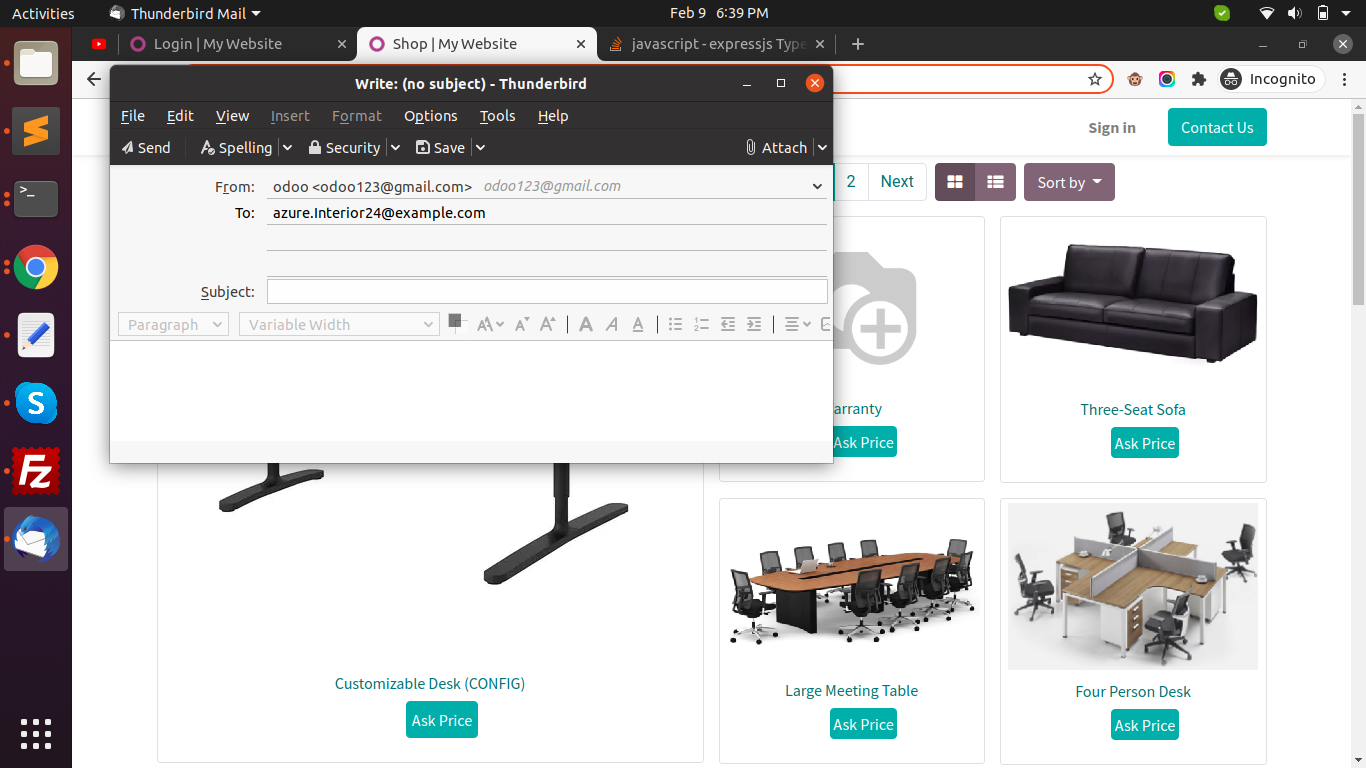 Activities
Thunderbird Mail
Feb 9 6:39 PM
Login | My Website
Shop | My Website
javascript - expressjs Type
Incognito
Write: (no subject) - Thunderbird
File Edit View Insert Format Options Tools Help
Send Spelling Security Save Attach
From: odoo <odoo123@gmail.com> odoo123@gmail.com
To: azure.Interior24@example.com
Subject:
Paragraph Variable Width
Sign in
Contact Us
2 Next Sort by
arranty
Ask Price
Three-Seat Sofa
Ask Price
Customizable Desk (CONFIG)
Ask Price
Large Meeting Table
Ask Price
Four Person Desk
Ask Price